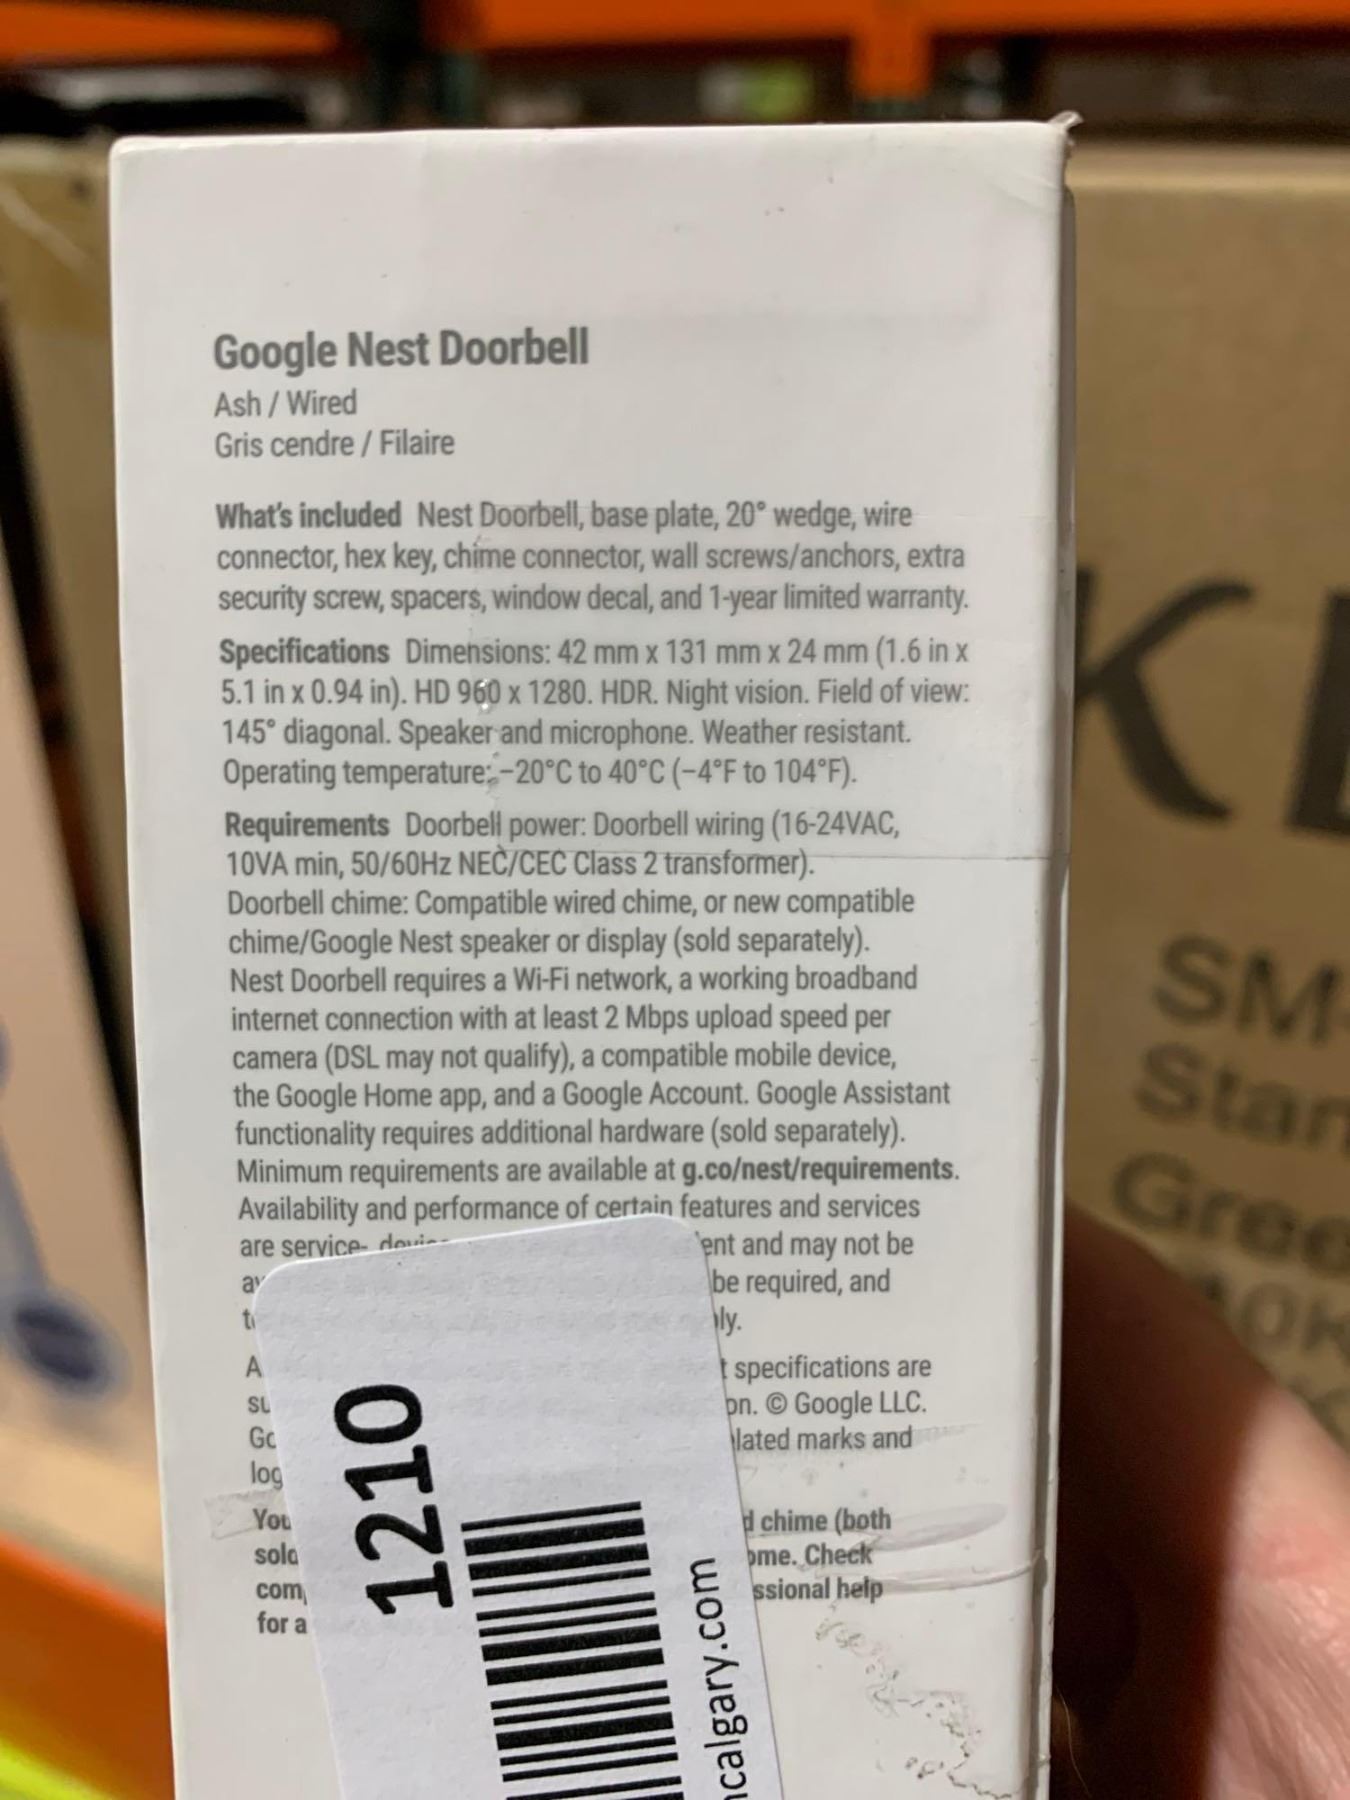 Google Nest Doorbell
Ash / Wired
Gris cendre / Filaire
What's included Nest Doorbell, base plate, 20° wedge, wire
connector, hex key, chime connector, wall screws/anchors, extra
security screw, spacers, window decal, and 1-year limited warranty.
Specifications Dimensions: 42 mm x 131 mm x 24 mm (1.6 in x
5.1 in x 0.94 in). HD 960 x 1280. HDR. Night vision. Field of view:
145° diagonal. Speaker and microphone. Weather resistant.
Operating temperature: −20°C to 40°C (−4°F to 104°F).
Requirements Doorbell power: Doorbell wiring (16-24VAC,
10VA min, 50/60Hz NEC/CEC Class 2 transformer).
Doorbell chime: Compatible wired chime, or new compatible
chime/Google Nest speaker or display (sold separately).
Nest Doorbell requires a Wi-Fi network, a working broadband
internet connection with at least 2 Mbps upload speed per
camera (DSL may not qualify), a compatible mobile device,
the Google Home app, and a Google Account. Google Assistant
functionality requires additional hardware (sold separately).
Minimum requirements are available at g.co/nest/requirements.
Availability and performance of certain features and services
are service- and may not be
be required, and
specifications are
© Google LLC.
marks and
chime (both
Check
help
for a
1210
ncalgary.com
K
SM-